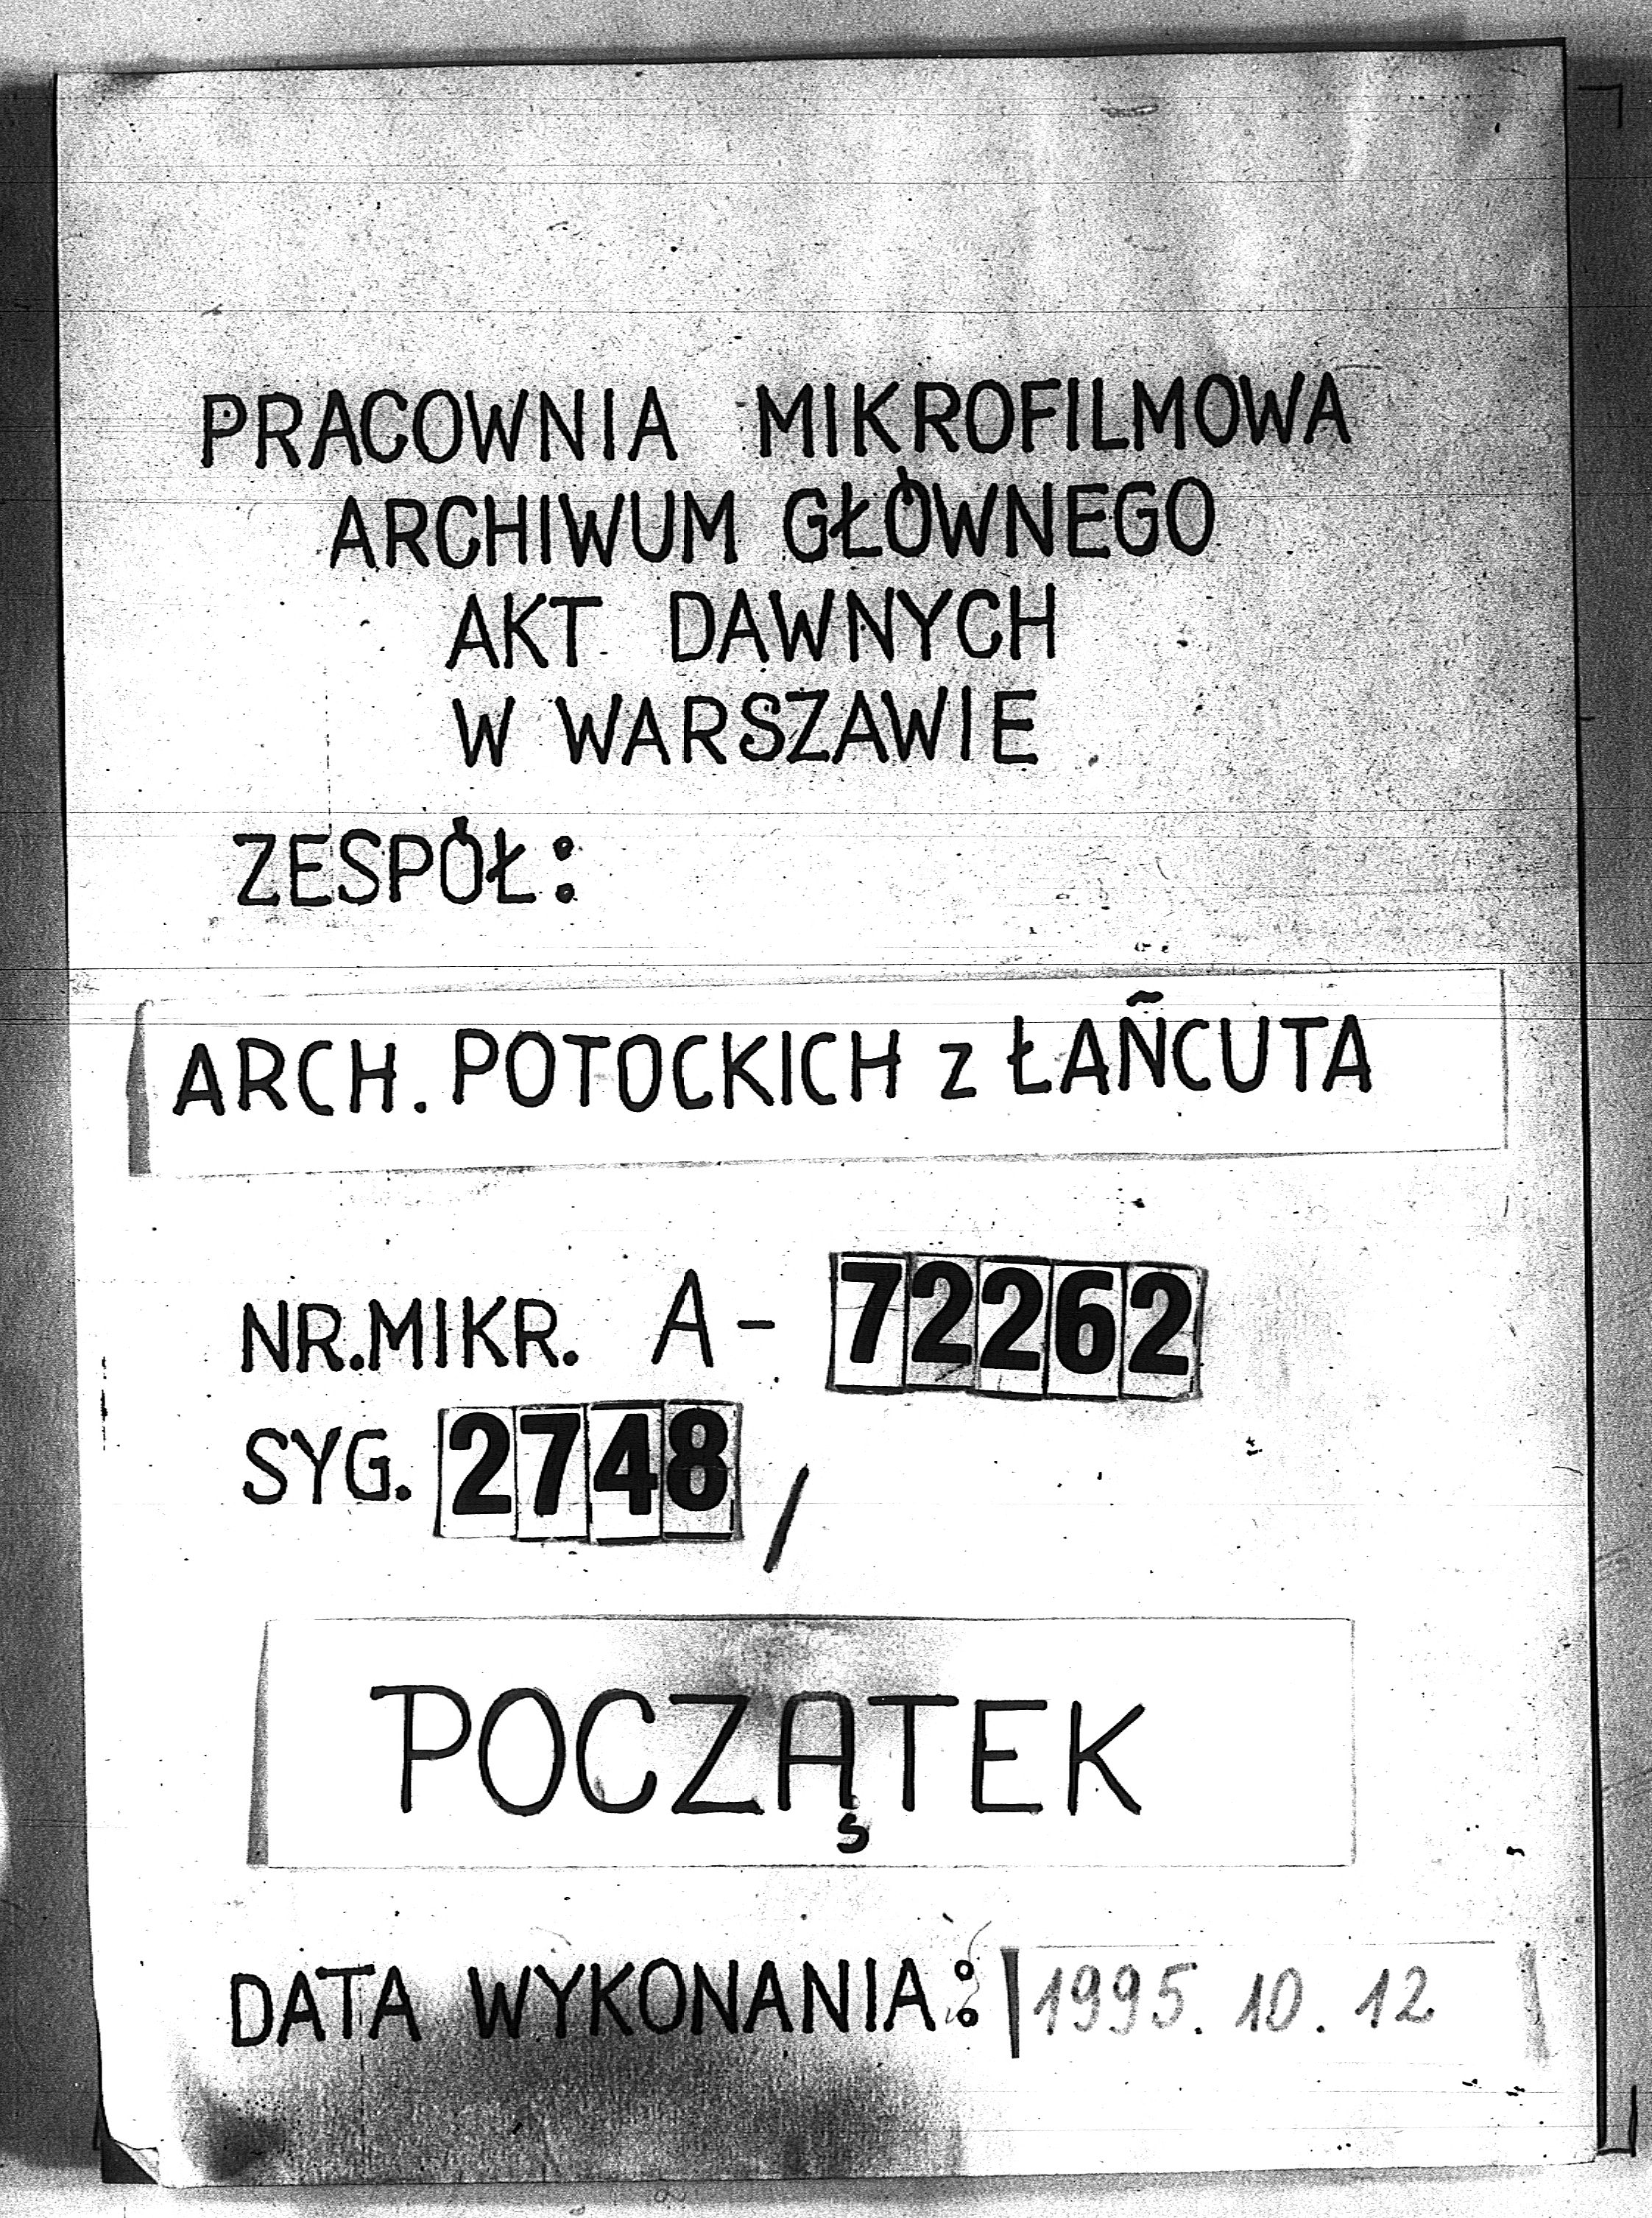 PRACOWNIA MIKROFILMOWA
ARCHIWUM GŁÓWNEGO
AKT DAWNYCH
W WARSZAWIE
ZESPÓŁ:
ARCH. POTOCKICH z ŁAŃCUTA
NR.MIKR. A- 72262
SYG. 2748 /
POCZĄTEK
DATA WYKONANIA: 1995. 10. 12